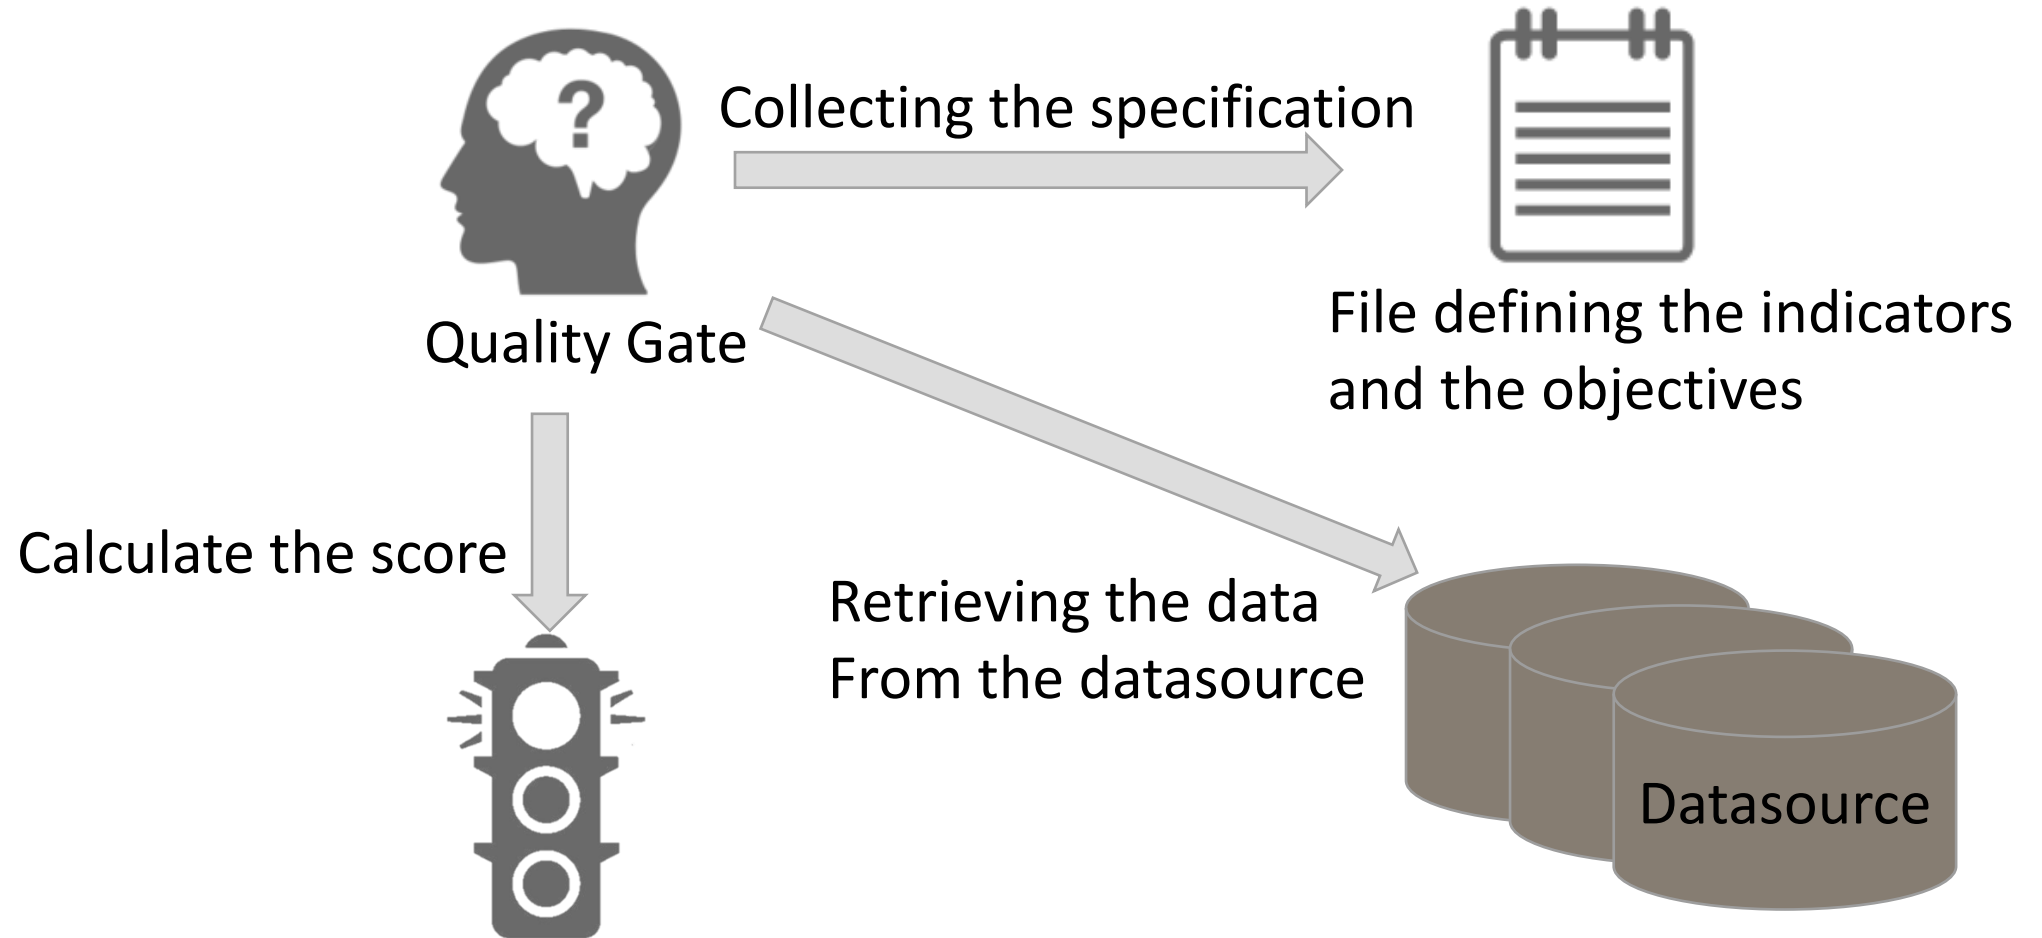 ?
Collecting the specification
Quality Gate
File defining the indicators
and the objectives
Calculate the score
Retrieving the data
From the datasource
Datasource